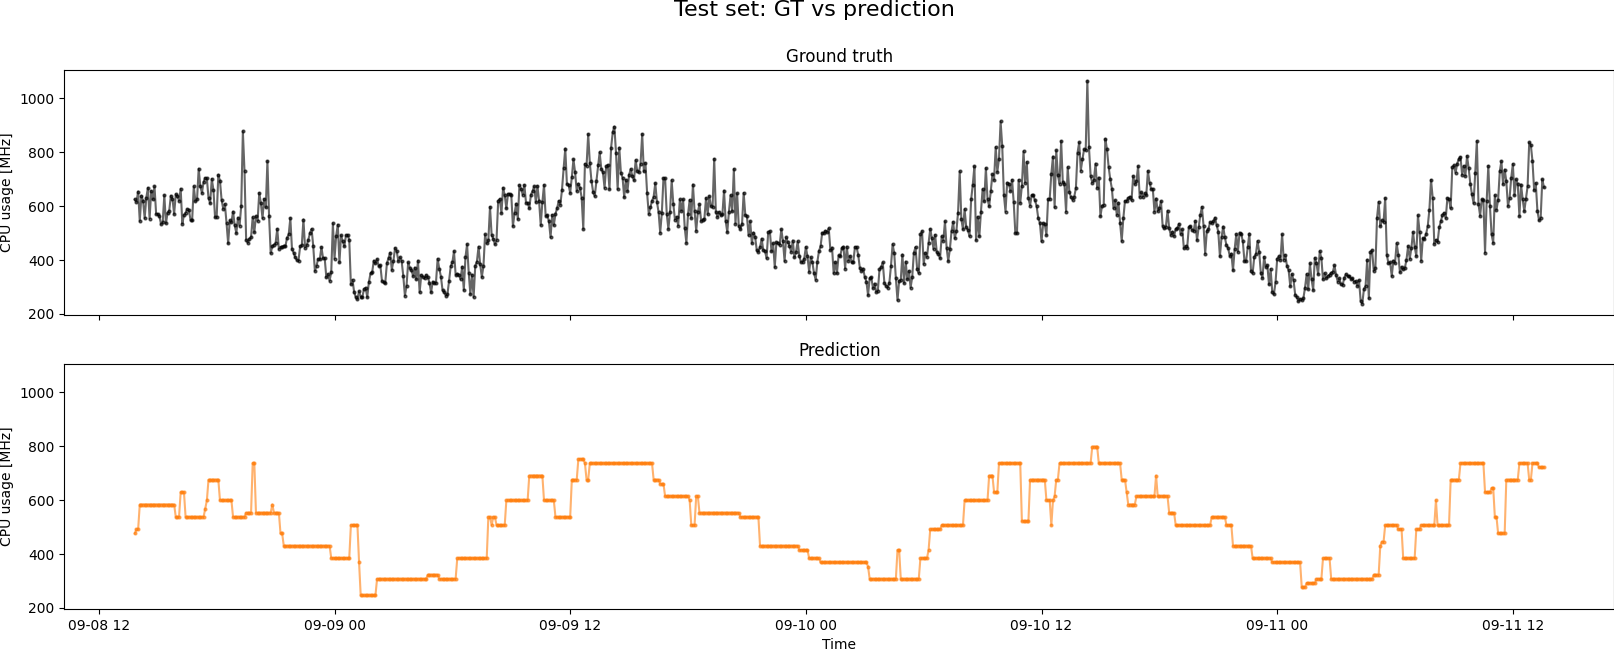 Test set: GT vs prediction
Ground truth
CPU usage [MHz]
1000
800
600
400
200
Prediction
CPU usage [MHz]
1000
800
600
400
200
09-08 12 09-09 00 09-09 12 09-10 00 09-10 12 09-11 00 09-11 12
Time